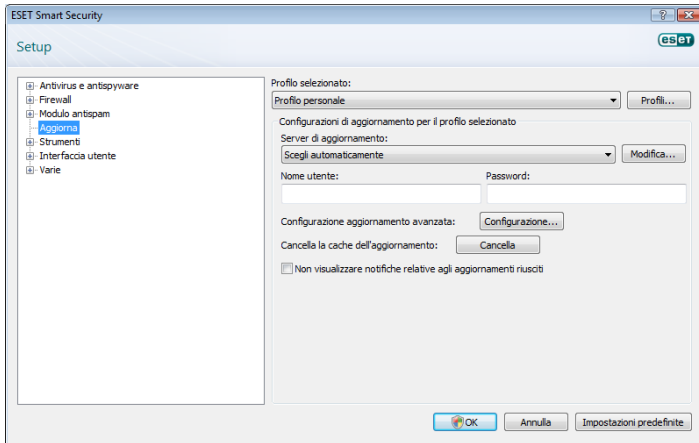 ESET Smart Security
Setup
eset
Antivirus e antispyware
Firewall
Modulo antispam
Aggiorna
Strumenti
Interfaccia utente
Varie
Profilo selezionato:
Profilo personale
Profili...
Configurazioni di aggiornamento per il profilo selezionato
Server di aggiornamento:
Scegli automaticamente
Modifica...
Nome utente:
Password:
Configurazione aggiornamento avanzata:
Configurazione...
Cancella la cache dell'aggiornamento:
Cancella
Non visualizzare notifiche relative agli aggiornamenti riusciti
OK
Annulla
Impostazioni predefinite